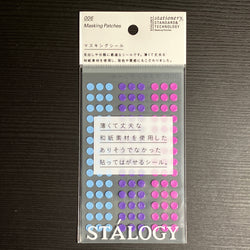 006
Masking Patches
stationery,
STANDARD &
TECHNOLOGY
マスキングシール
薄くて丈夫な
和紙素材を使用した
ありそうでなかった
貼ってはがせるシール。
STÁLOGY